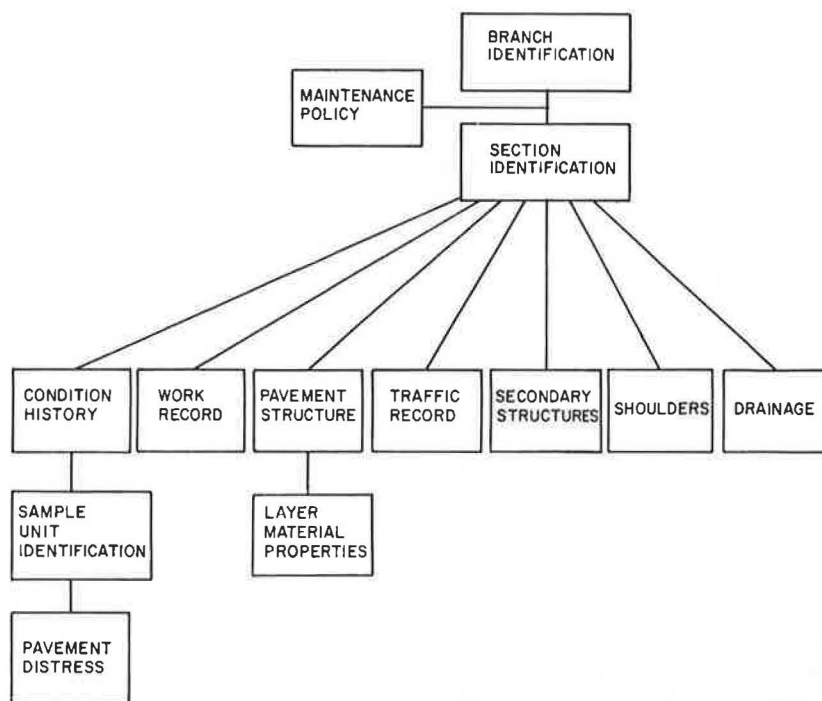 BRANCH
IDENTIFICATION
MAINTENANCE
POLICY
SECTION
IDENTIFICATION
CONDITION
HISTORY
WORK
RECORD
PAVEMENT
STRUCTURE
TRAFFIC
RECORD
SECONDARY
STRUCTURES
SHOULDERS
DRAINAGE
SAMPLE
UNIT
IDENTIFICATION
LAYER
MATERIAL
PROPERTIES
PAVEMENT
DISTRESS